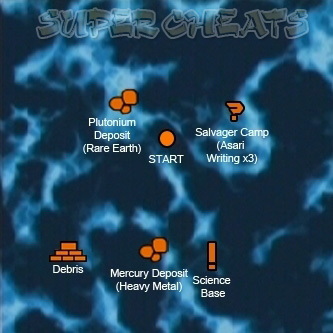 SUPER CHEATS
Plutonium
Deposit
(Rare Earth)
START
Salvager Camp
(Asari
Writing x3)
Debris
Mercury Deposit
(Heavy Metal)
Science
Base